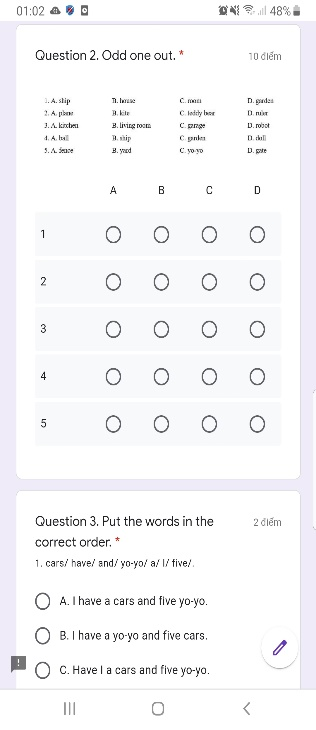 01:02 48%
Question 2. Odd one out. * 10 điểm
1. A. ship B. house C. room D. garden
2. A. plane B. kite C. teddy bear D. ruler
3. A. kitchen B. living room C. garage D. robot
4. A. ball B. ship C. garden D. doll
5. A. fence B. yard C. yo-yo D. gate
A B C D
1
2
3
4
5
Question 3. Put the words in the 2 điểm
correct order. *
1. cars/ have/ and/ yo-yo/ a/ I/ five/.
A. I have a cars and five yo-yo.
B. I have a yo-yo and five cars.
C. Have I a cars and five yo-yo.